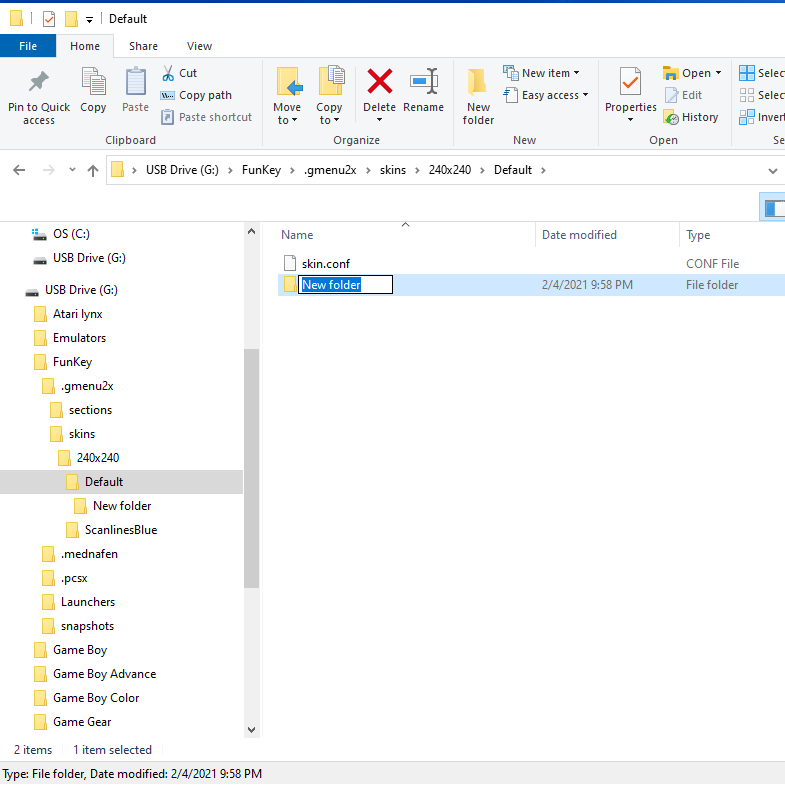 Default
File Home Share View
Pin to Quick access
Copy
Paste
Cut
Copy path
Paste shortcut
Clipboard
Move to
Copy to
Delete
Rename
Organize
New folder
New item
Easy access
New
Properties
Open
Edit
History
Open
Selec
Selec
Invert
Se
USB Drive (G:) FunKey .gmenu2x skins 240x240 Default
OS (C:)
USB Drive (G:)
USB Drive (G:)
Atari lynx
Emulators
FunKey
.gmenu2x
sections
skins
240x240
Default
New folder
ScanlinesBlue
.mednafen
.pcsx
Launchers
snapshots
Game Boy
Game Boy Advance
Game Boy Color
Game Gear
Name Date modified Type
skin.conf CONF File
New folder 2/4/2021 9:58 PM File folder
2 items 1 item selected
Type: File folder, Date modified: 2/4/2021 9:58 PM